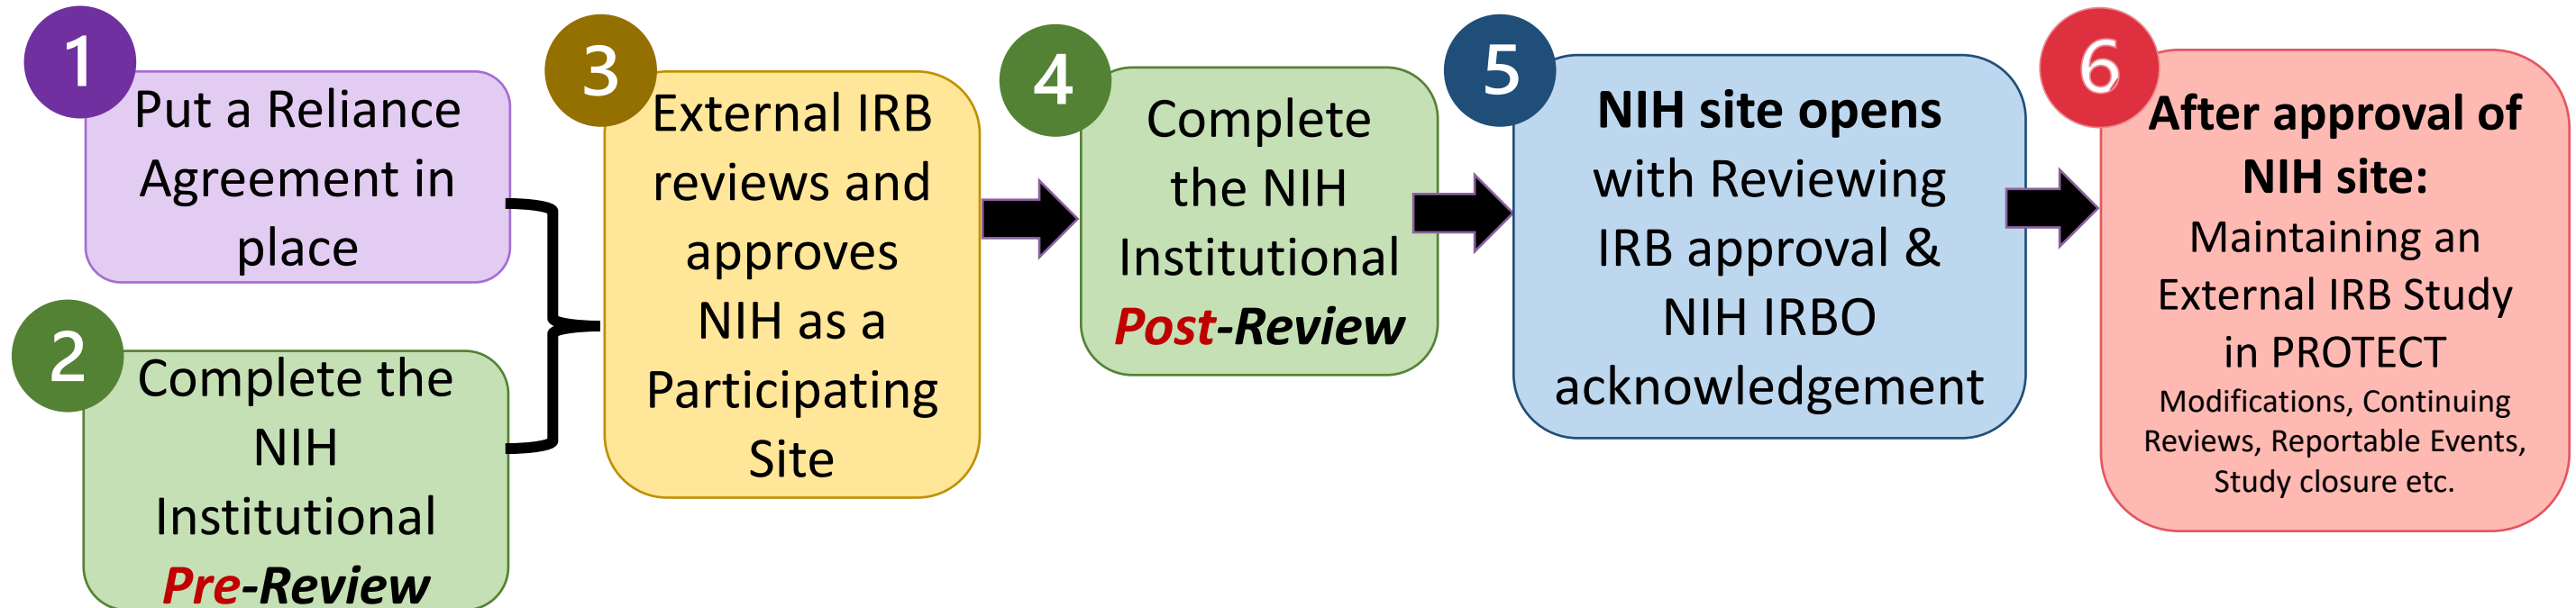 1
Put a Reliance
Agreement in
place
2
Complete the
NIH
Institutional
Pre-Review
3
External IRB
reviews and
approves
NIH as a
Participating
Site
4
Complete
the NIH
Institutional
Post-Review
5
NIH site opens
with Reviewing
IRB approval &
NIH IRBO
acknowledgement
6
After approval of
NIH site:
Maintaining an
External IRB Study
in PROTECT
Modifications, Continuing
Reviews, Reportable Events,
Study closure etc.